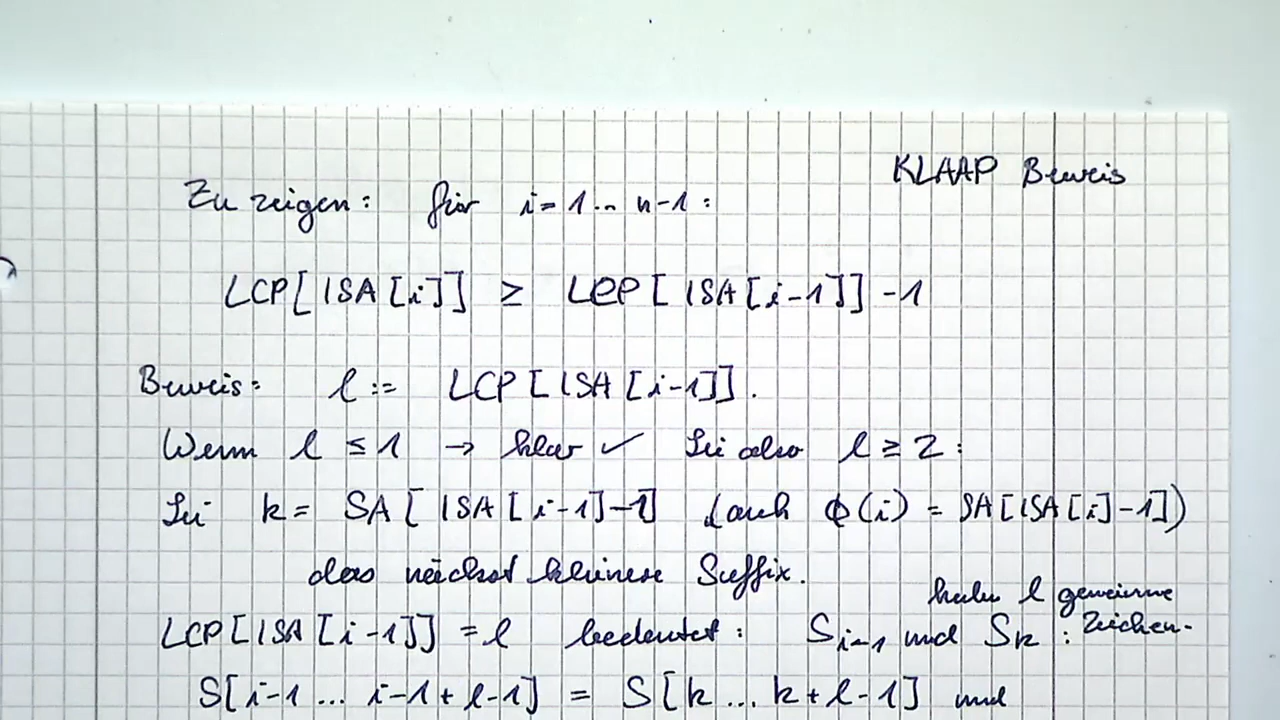 KLAAP Beweis
Zu zeigen: für i=1... n-1:
LCP[ISA[i]] ≥ LCP[ISA[i-1]] -1
Beweis: l := LCP[ISA[i-1]].
Wenn l ≤ 1 → klar ✓ Sei also l ≥ 2:
Sei k = SA[ISA[i-1]-1] (auch Φ(i) = SA[ISA[i]-1])
das nächst kleinere Suffix.
haben l gemeinsame
LCP[ISA[i-1]] = l bedeutet: S_{i-1} und S_k : Zeichen.
S[i-1 ... i-1+l-1] = S[k ... k+l-1] und